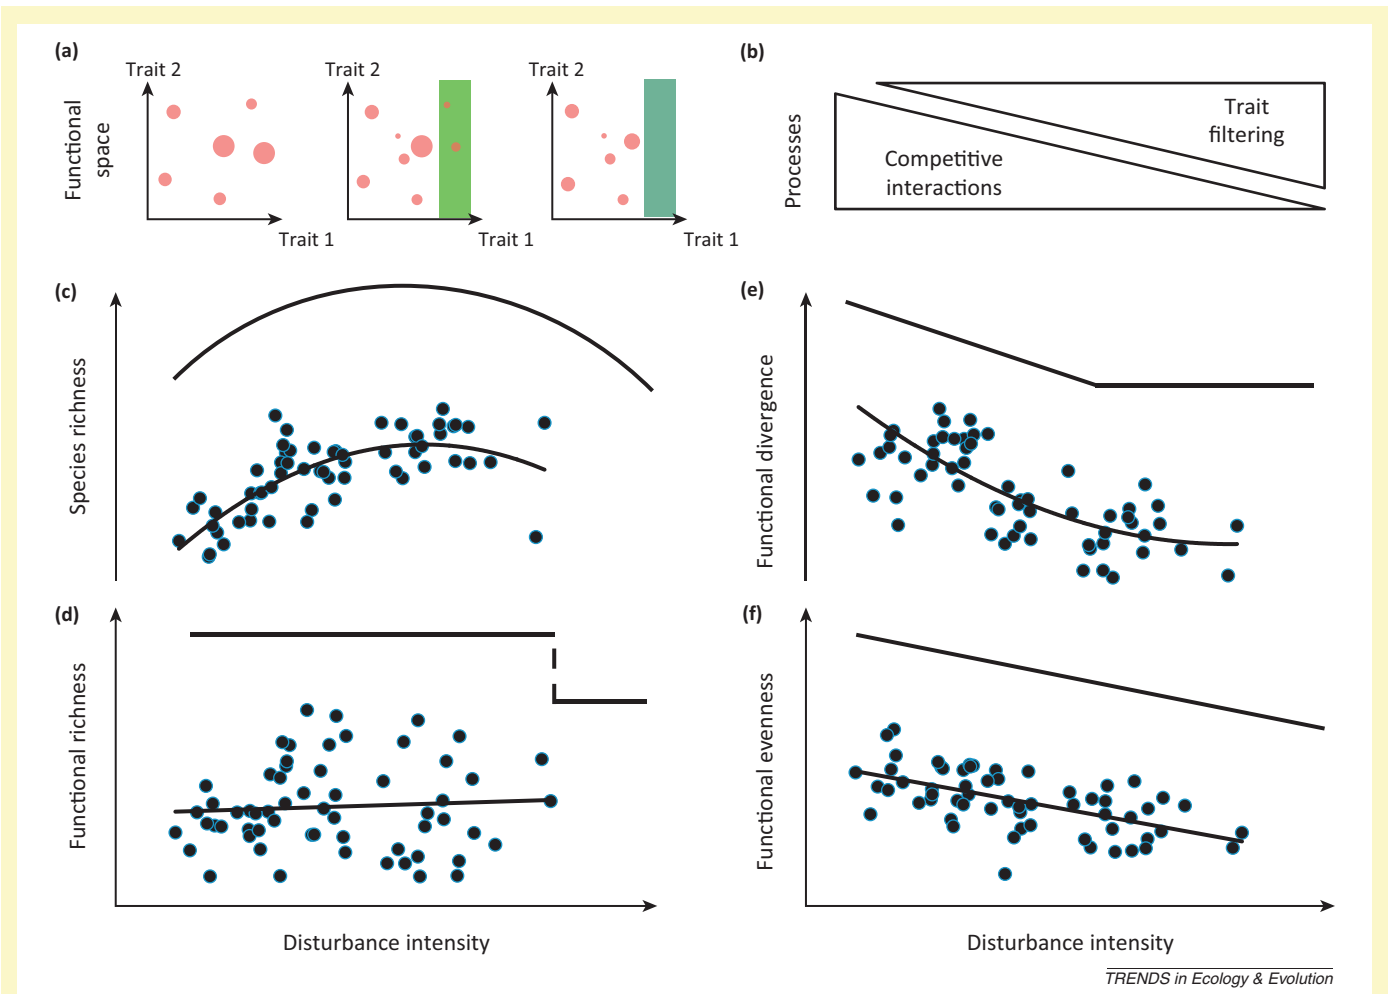 (a)
Functional
space
Trait 2
Trait 1
Trait 2
Trait 1
Trait 2
Trait 1
(b)
Processes
Competitive
interactions
Trait
filtering
(c)
Species richness
(d)
Functional richness
Disturbance intensity
(e)
Functional divergence
(f)
Functional evenness
Disturbance intensity
TRENDS in Ecology & Evolution